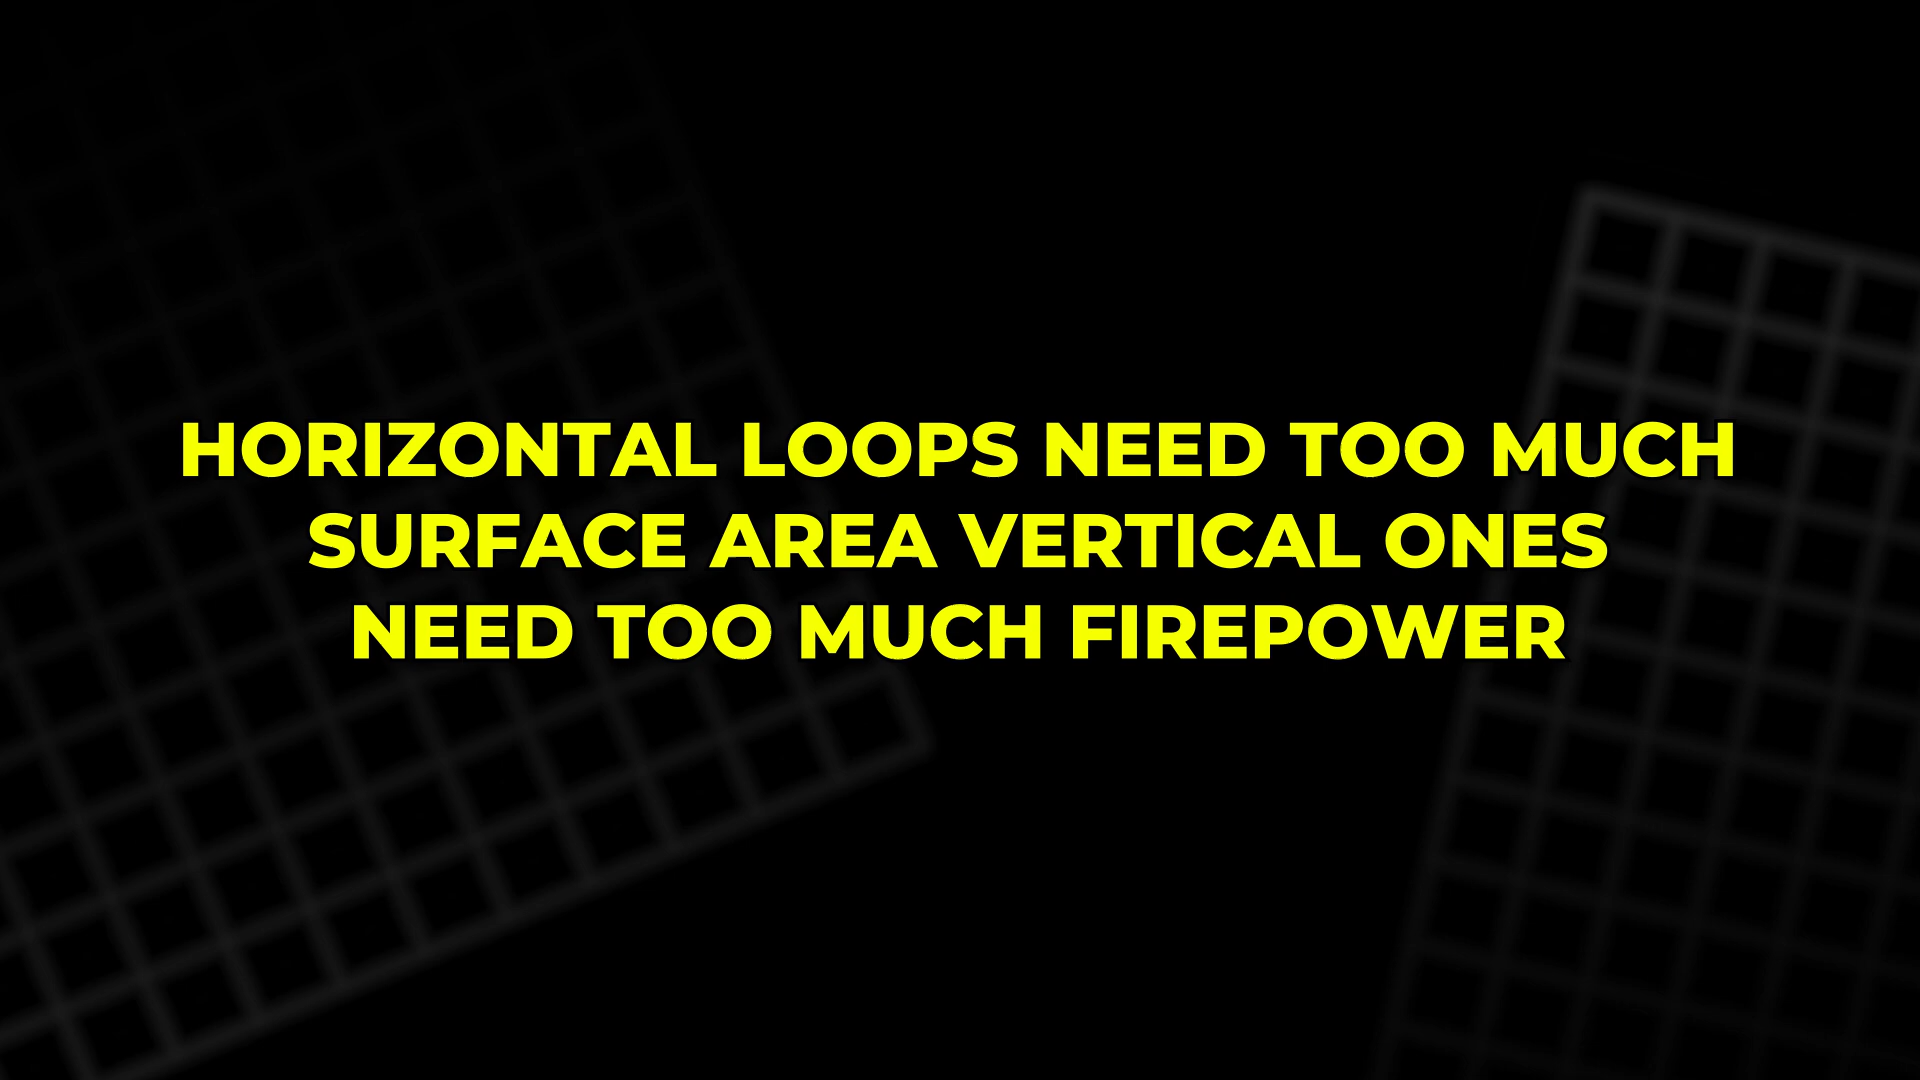 HORIZONTAL LOOPS NEED TOO MUCH
SURFACE AREA VERTICAL ONES
NEED TOO MUCH FIREPOWER